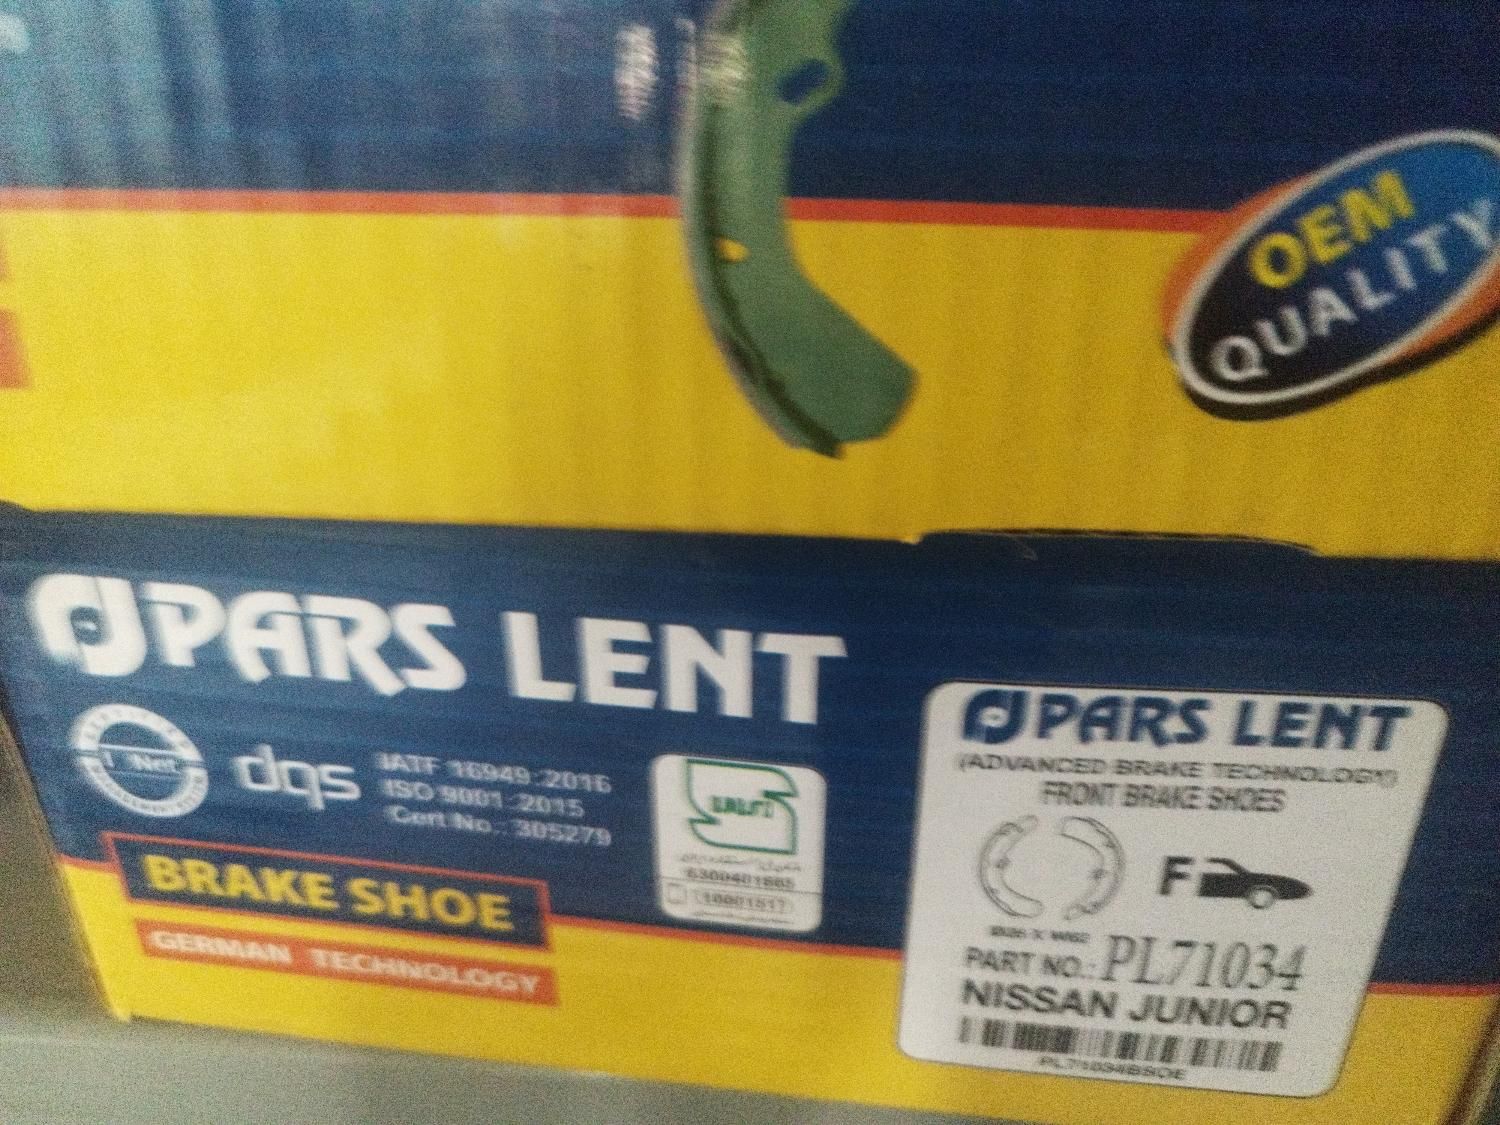 OEM
QUALITY
PARS LENT
dqs
IATF 16949:2016
ISO 9001:2015
Cert No.: 305279
BRAKE SHOE
GERMAN TECHNOLOGY
PARS LENT
(ADVANCED BRAKE TECHNOLOGY)
FRONT BRAKE SHOES
F
PART NO.: PL71034
NISSAN JUNIOR
PL71034BSOE